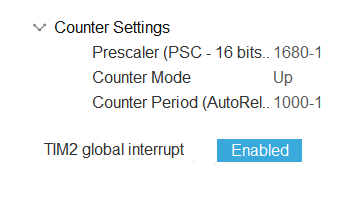 Counter Settings
Prescaler (PSC - 16 bits.. 1680-1
Counter Mode Up
Counter Period (AutoRel.. 1000-1
TIM2 global interrupt Enabled